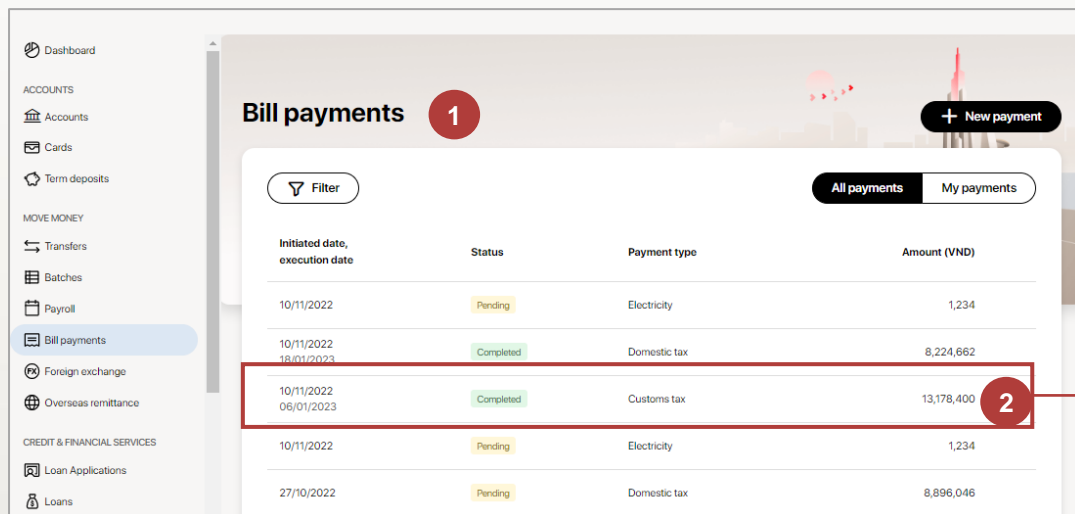 Dashboard
ACCOUNTS
Accounts
Cards
Term deposits
MOVE MONEY
Transfers
Batches
Payroll
Bill payments
Foreign exchange
Overseas remittance
CREDIT & FINANCIAL SERVICES
Loan Applications
Loans
Bill payments 1
+ New payment
Filter
All payments My payments
Initiated date,
execution date
Status Payment type Amount (VND)
10/11/2022 Pending Electricity 1,234
10/11/2022
18/01/2023
Completed Domestic tax 8,224,662
10/11/2022
06/01/2023
Completed Customs tax 13,178,400 2
10/11/2022 Pending Electricity 1,234
27/10/2022 Pending Domestic tax 8,896,046